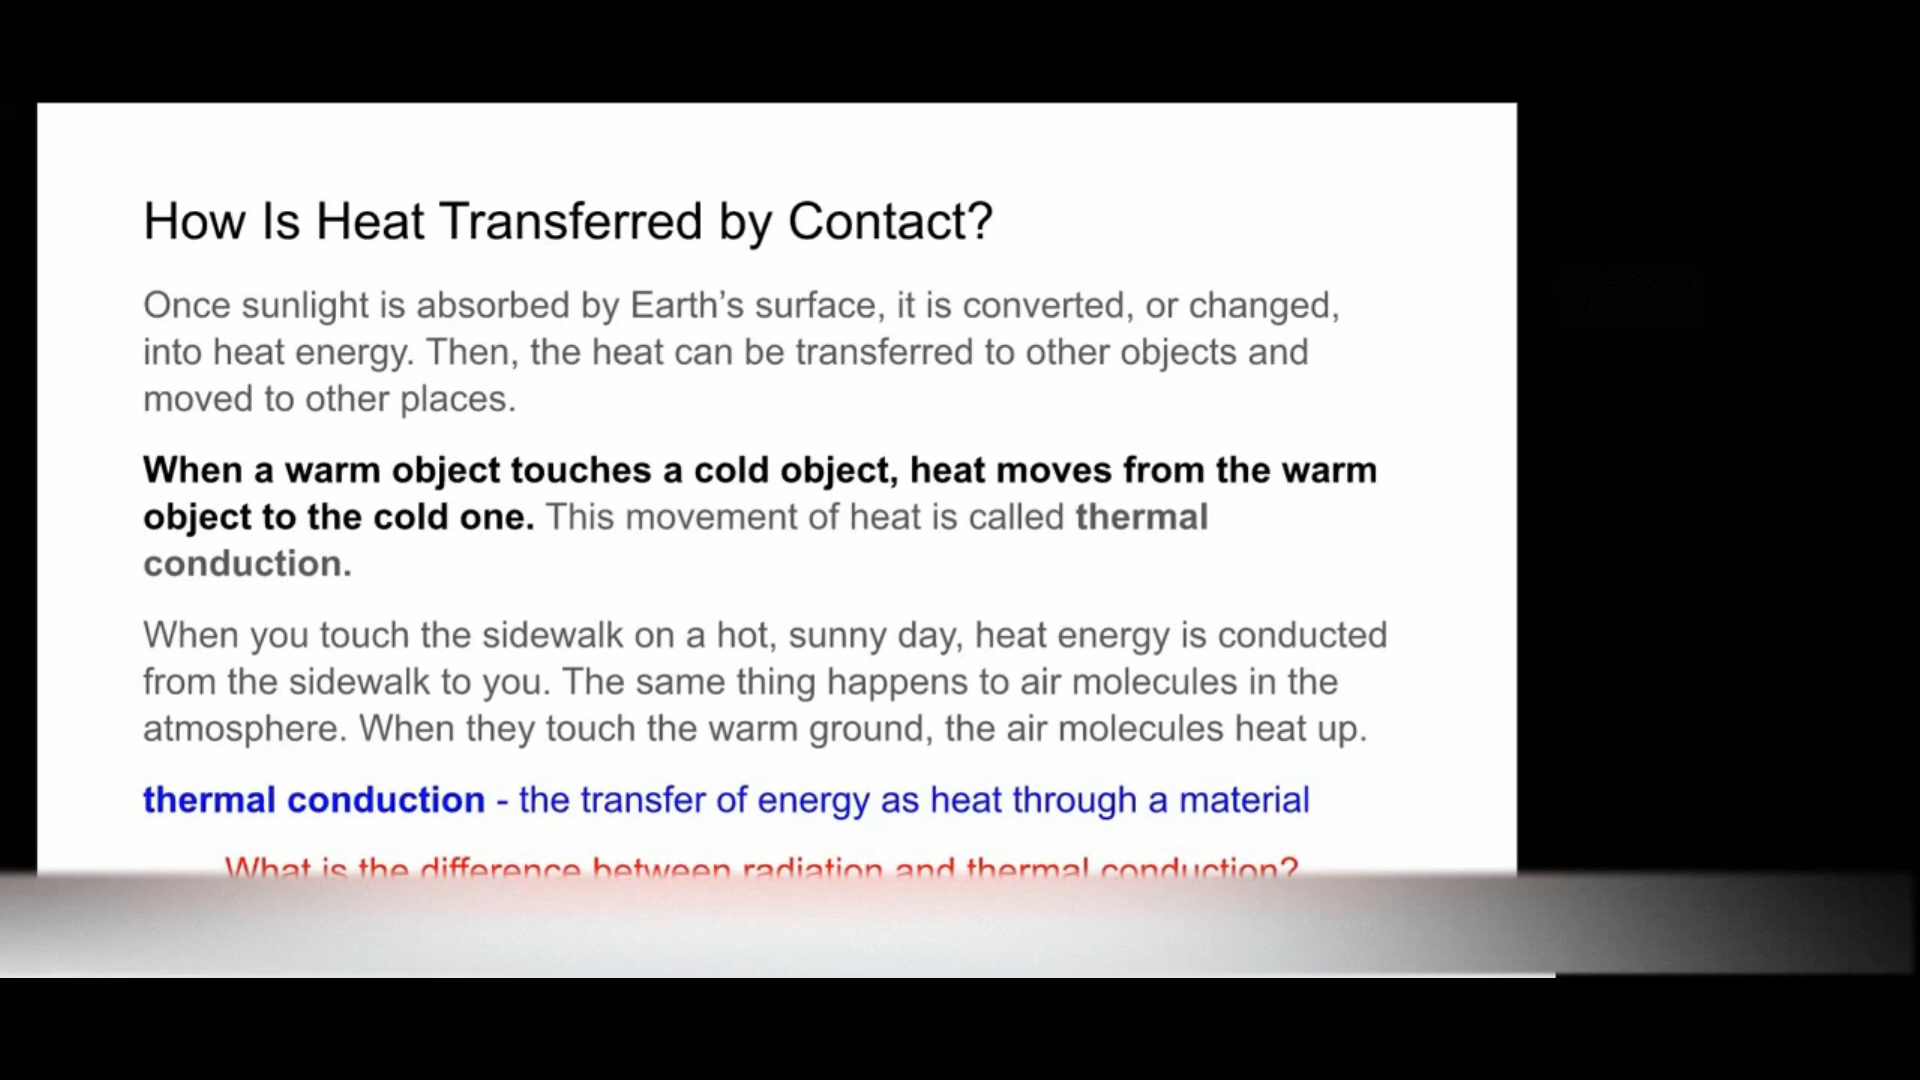 How Is Heat Transferred by Contact?
Once sunlight is absorbed by Earth’s surface, it is converted, or changed,
into heat energy. Then, the heat can be transferred to other objects and
moved to other places.
When a warm object touches a cold object, heat moves from the warm
object to the cold one. This movement of heat is called thermal
conduction.
When you touch the sidewalk on a hot, sunny day, heat energy is conducted
from the sidewalk to you. The same thing happens to air molecules in the
atmosphere. When they touch the warm ground, the air molecules heat up.
thermal conduction - the transfer of energy as heat through a material
What is the difference between radiation and thermal conduction?